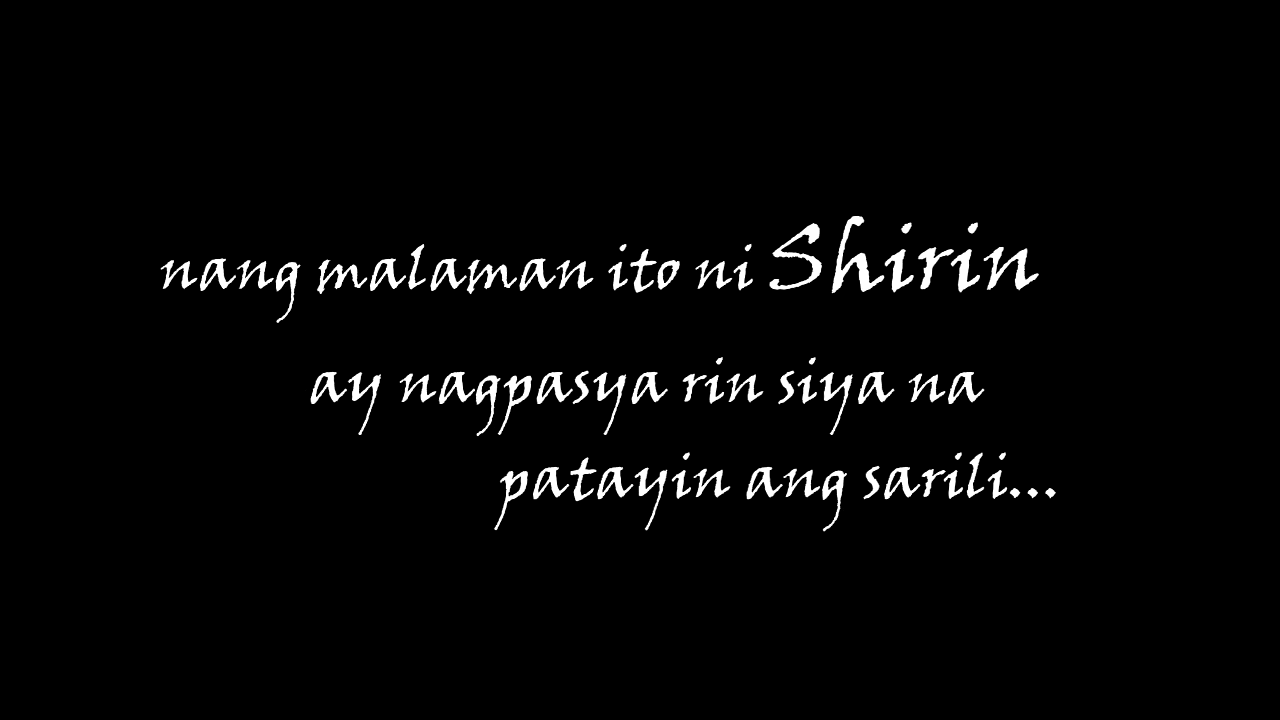 nang malaman ito ni Shirin
ay nagpasya rin siya na
patayin ang sarili...